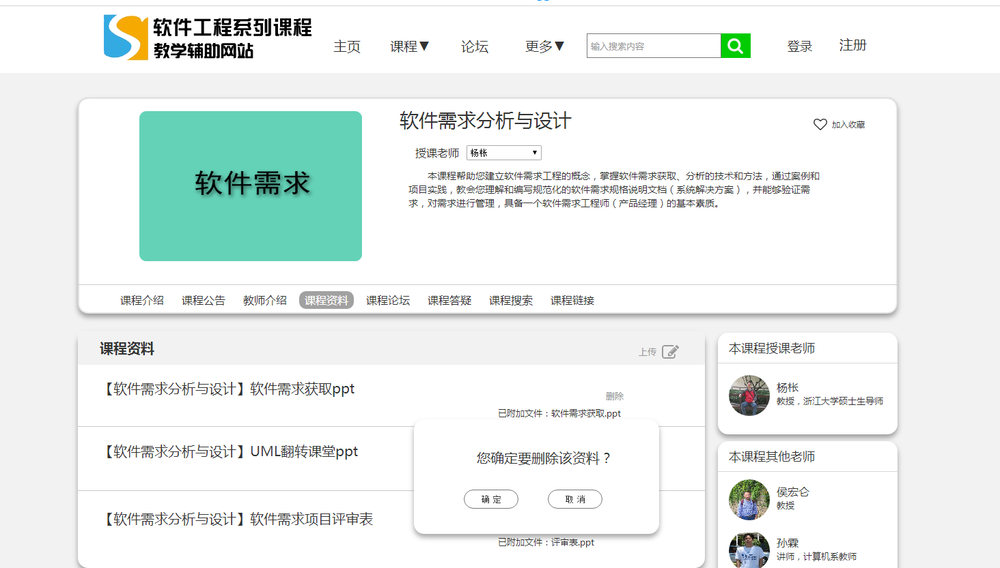 软件工程系列课程
教学辅助网站
主页
课程▼
论坛
更多▼
输入搜索内容
登录
注册
软件需求
软件需求分析与设计
加入收藏
授课老师
杨枨
本课程帮助您建立软件需求工程的概念，掌握软件需求获取、分析的技术和方法，通过案例和
项目实践，教会您理解和编写规范化的软件需求规格说明文档（系统解决方案），并能够验证需
求，对需求进行管理，具备一个软件需求工程师（产品经理）的基本素质。
课程介绍
课程公告
教师介绍
课程资料
课程论坛
课程答疑
课程搜索
课程链接
课程资料
上传
【软件需求分析与设计】软件需求获取ppt
删除
已附加文件：软件需求获取.ppt
【软件需求分析与设计】UML翻转课堂ppt
您确定要删除该资料？
确 定
取 消
【软件需求分析与设计】软件需求项目评审表
已附加文件：评审表.ppt
本课程授课老师
杨枨
教授，浙江大学硕士生导师
本课程其他老师
侯宏仑
教授
孙霖
讲师，计算机系教师